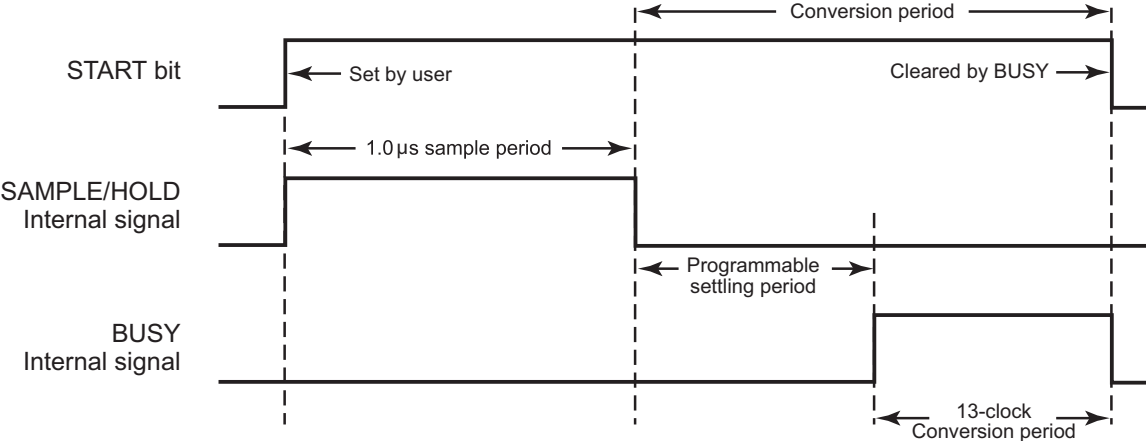 Conversion period
START bit
Set by user
Cleared by BUSY
1.0 µs sample period
SAMPLE/HOLD
Internal signal
Programmable
settling period
BUSY
Internal signal
13-clock
Conversion period